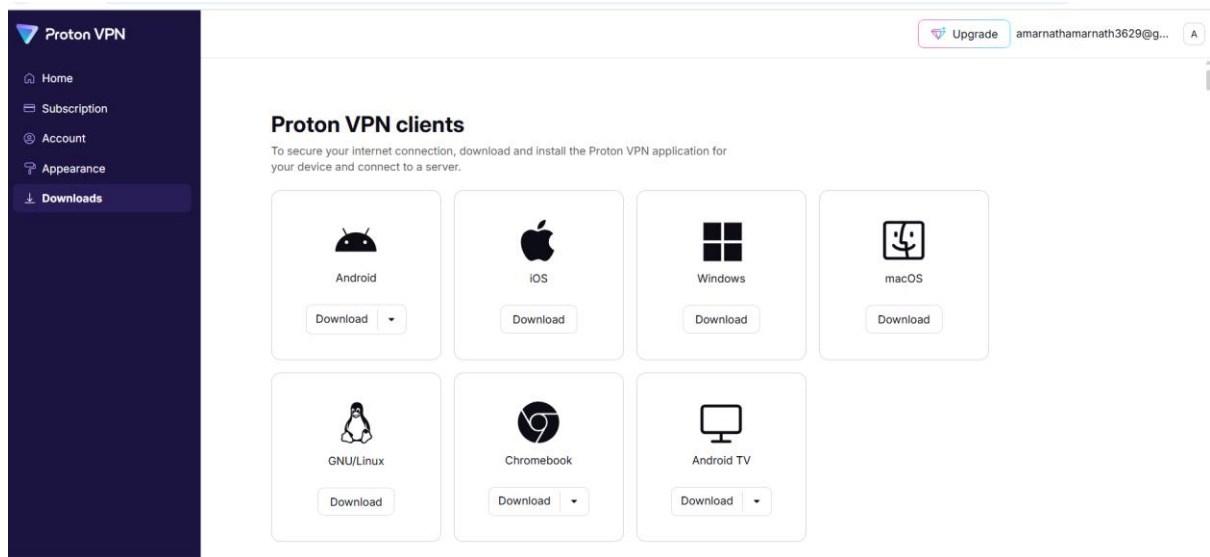 Proton VPN
Upgrade
amarnathamarnath3629@g...
A
Home
Subscription
Account
Appearance
Downloads
Proton VPN clients
To secure your internet connection, download and install the Proton VPN application for
your device and connect to a server.
Android
Download
iOS
Download
Windows
Download
macOS
Download
GNU/Linux
Download
Chromebook
Download
Android TV
Download